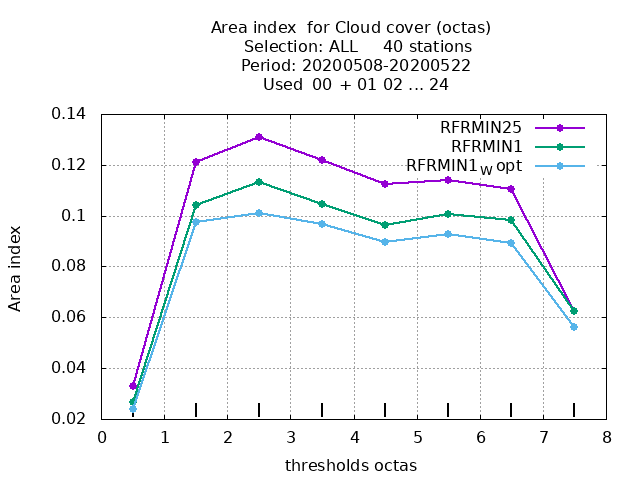 Area index  for Cloud cover (octas)
Selection: ALL     40 stations
Period: 20200508-20200522
Used  00 + 01 02 ... 24
RFRMIN25
RFRMIN1
RFRMIN1W opt
0.14
0.12
0.1
0.08
0.06
0.04
0.02
Area index
0 1 2 3 4 5 6 7 8
thresholds octas